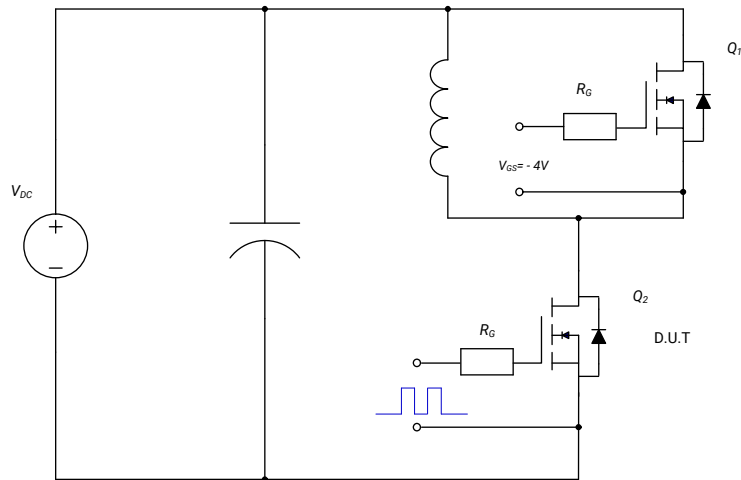 Q1
RG
VGS= - 4V
VDC
+
Q2
RG
D.U.T